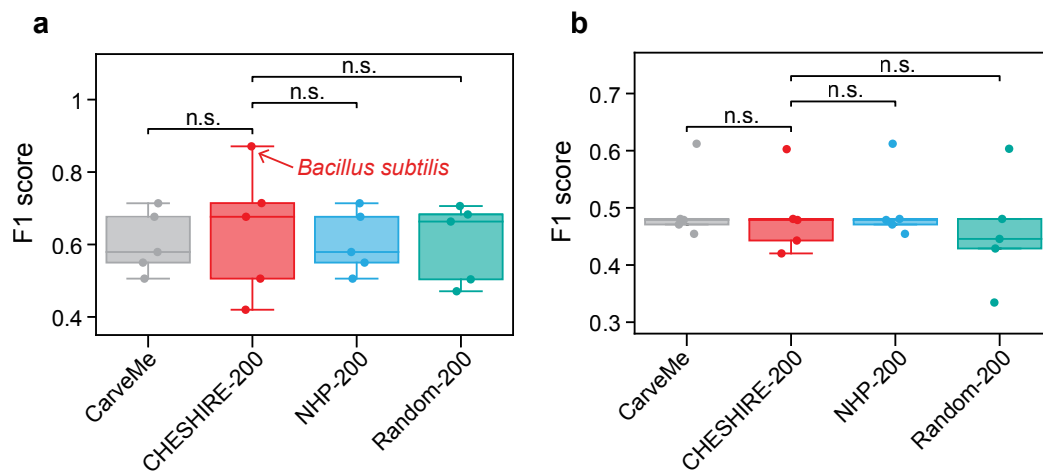 a
F1 score
1
0.8
0.6
0.4
n.s.
n.s.
n.s.
Bacillus subtilis
CarveMe
CHESHIRE-200
NHP-200
Random-200
b
F1 score
0.7
0.6
0.5
0.4
0.3
n.s.
n.s.
n.s.
CarveMe
CHESHIRE-200
NHP-200
Random-200